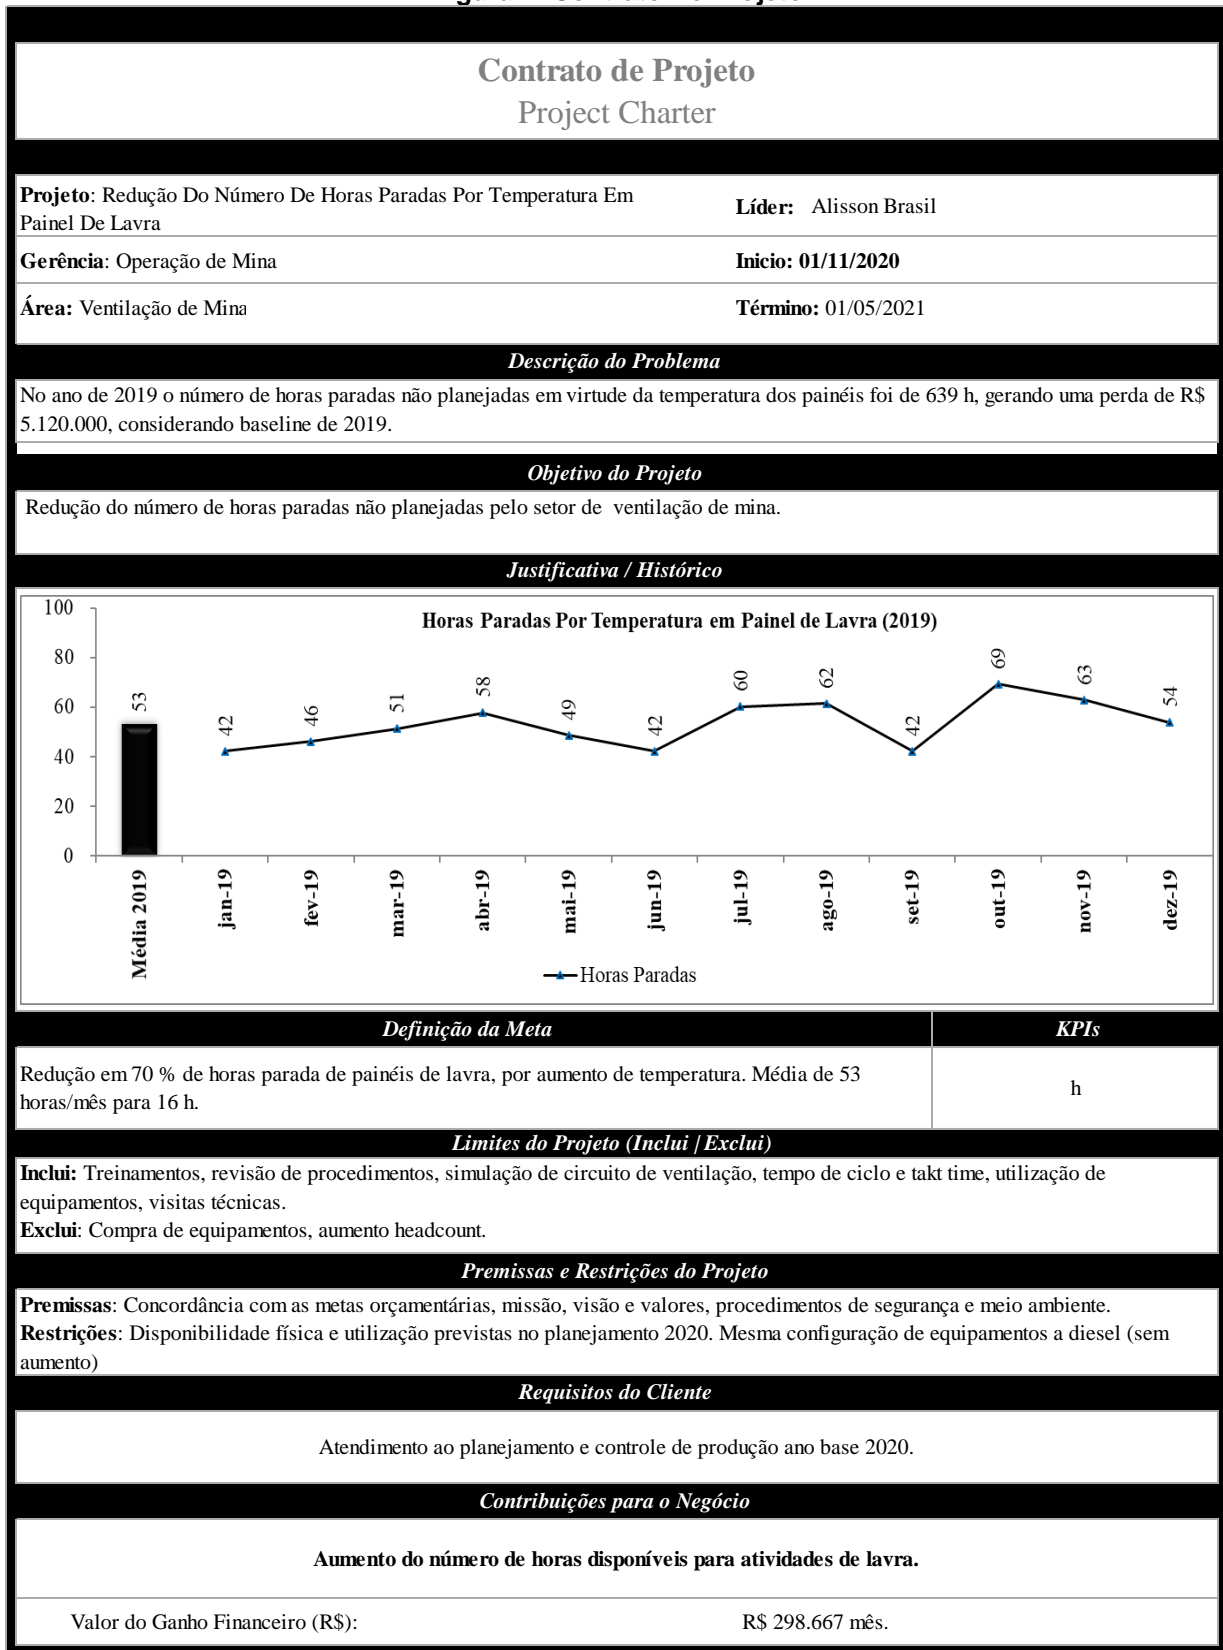 Contrato de Projeto
Project Charter
Projeto: Redução Do Número De Horas Paradas Por Temperatura Em
Painel De Lavra
Líder: Alisson Brasil
Gerência: Operação de Mina
Inicio: 01/11/2020
Área: Ventilação de Mina
Término: 01/05/2021
Descrição do Problema
No ano de 2019 o número de horas paradas não planejadas em virtude da temperatura dos painéis foi de 639 h, gerando uma perda de R$
5.120.000, considerando baseline de 2019.
Objetivo do Projeto
Redução do número de horas paradas não planejadas pelo setor de ventilação de mina.
Justificativa / Histórico
Horas Paradas Por Temperatura em Painel de Lavra (2019)
100
80
60
40
20
0
53
42
46
51
58
49
42
60
62
42
69
63
54
Média 2019
jan-19
fev-19
mar-19
abr-19
mai-19
jun-19
jul-19
ago-19
set-19
out-19
nov-19
dez-19
Horas Paradas
Definição da Meta
KPIs
Redução em 70 % de horas parada de painéis de lavra, por aumento de temperatura. Média de 53
horas/mês para 16 h.
h
Limites do Projeto (Inclui / Exclui)
Inclui: Treinamentos, revisão de procedimentos, simulação de circuito de ventilação, tempo de ciclo e takt time, utilização de
equipamentos, visitas técnicas.
Exclui: Compra de equipamentos, aumento headcount.
Premissas e Restrições do Projeto
Premissas: Concordância com as metas orçamentárias, missão, visão e valores, procedimentos de segurança e meio ambiente.
Restrições: Disponibilidade física e utilização previstas no planejamento 2020. Mesma configuração de equipamentos a diesel (sem
aumento)
Requisitos do Cliente
Atendimento ao planejamento e controle de produção ano base 2020.
Contribuições para o Negócio
Aumento do número de horas disponíveis para atividades de lavra.
Valor do Ganho Financeiro (R$):
R$ 298.667 mês.